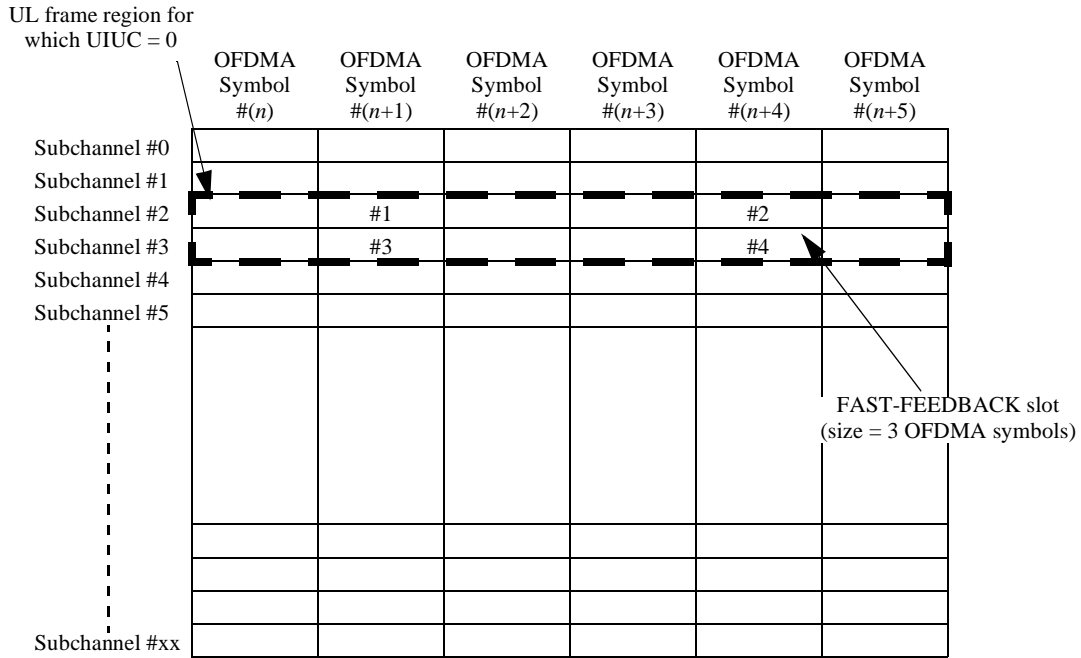 UL frame region for
which UIUC = 0
OFDMA Symbol #(n)
OFDMA Symbol #(n+1)
OFDMA Symbol #(n+2)
OFDMA Symbol #(n+3)
OFDMA Symbol #(n+4)
OFDMA Symbol #(n+5)
Subchannel #0
Subchannel #1
Subchannel #2
#1
#2
Subchannel #3
#3
#4
Subchannel #4
Subchannel #5
FAST-FEEDBACK slot
(size = 3 OFDMA symbols)
Subchannel #xx